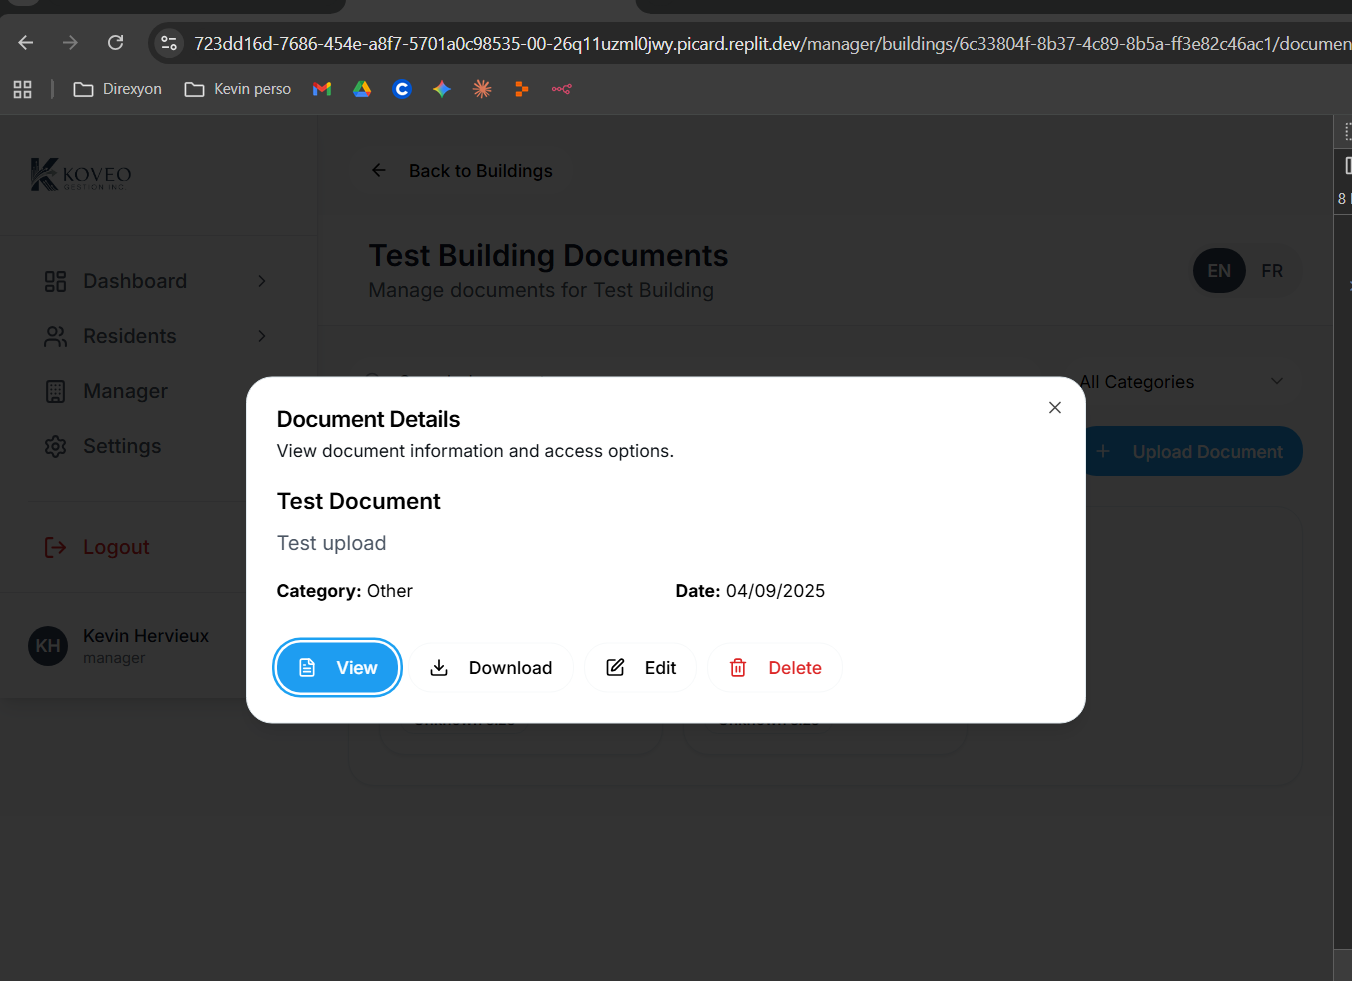 723dd16d-7686-454e-a8f7-5701a0c98535-00-26q11uzml0jwy.picard.replit.dev/manager/buildings/6c33804f-8b37-4c89-8b5a-ff3e82c46ac1/documen
Direxyon
Kevin perso
KOVEO
GESTION INC.
Back to Buildings
Test Building Documents
Manage documents for Test Building
EN
FR
8
Dashboard
Residents
Manager
Settings
Logout
Kevin Hervieux
KH
manager
All Categories
Upload Document
Document Details
View document information and access options.
Test Document
Test upload
Category: Other
Date: 04/09/2025
View
Download
Edit
Delete